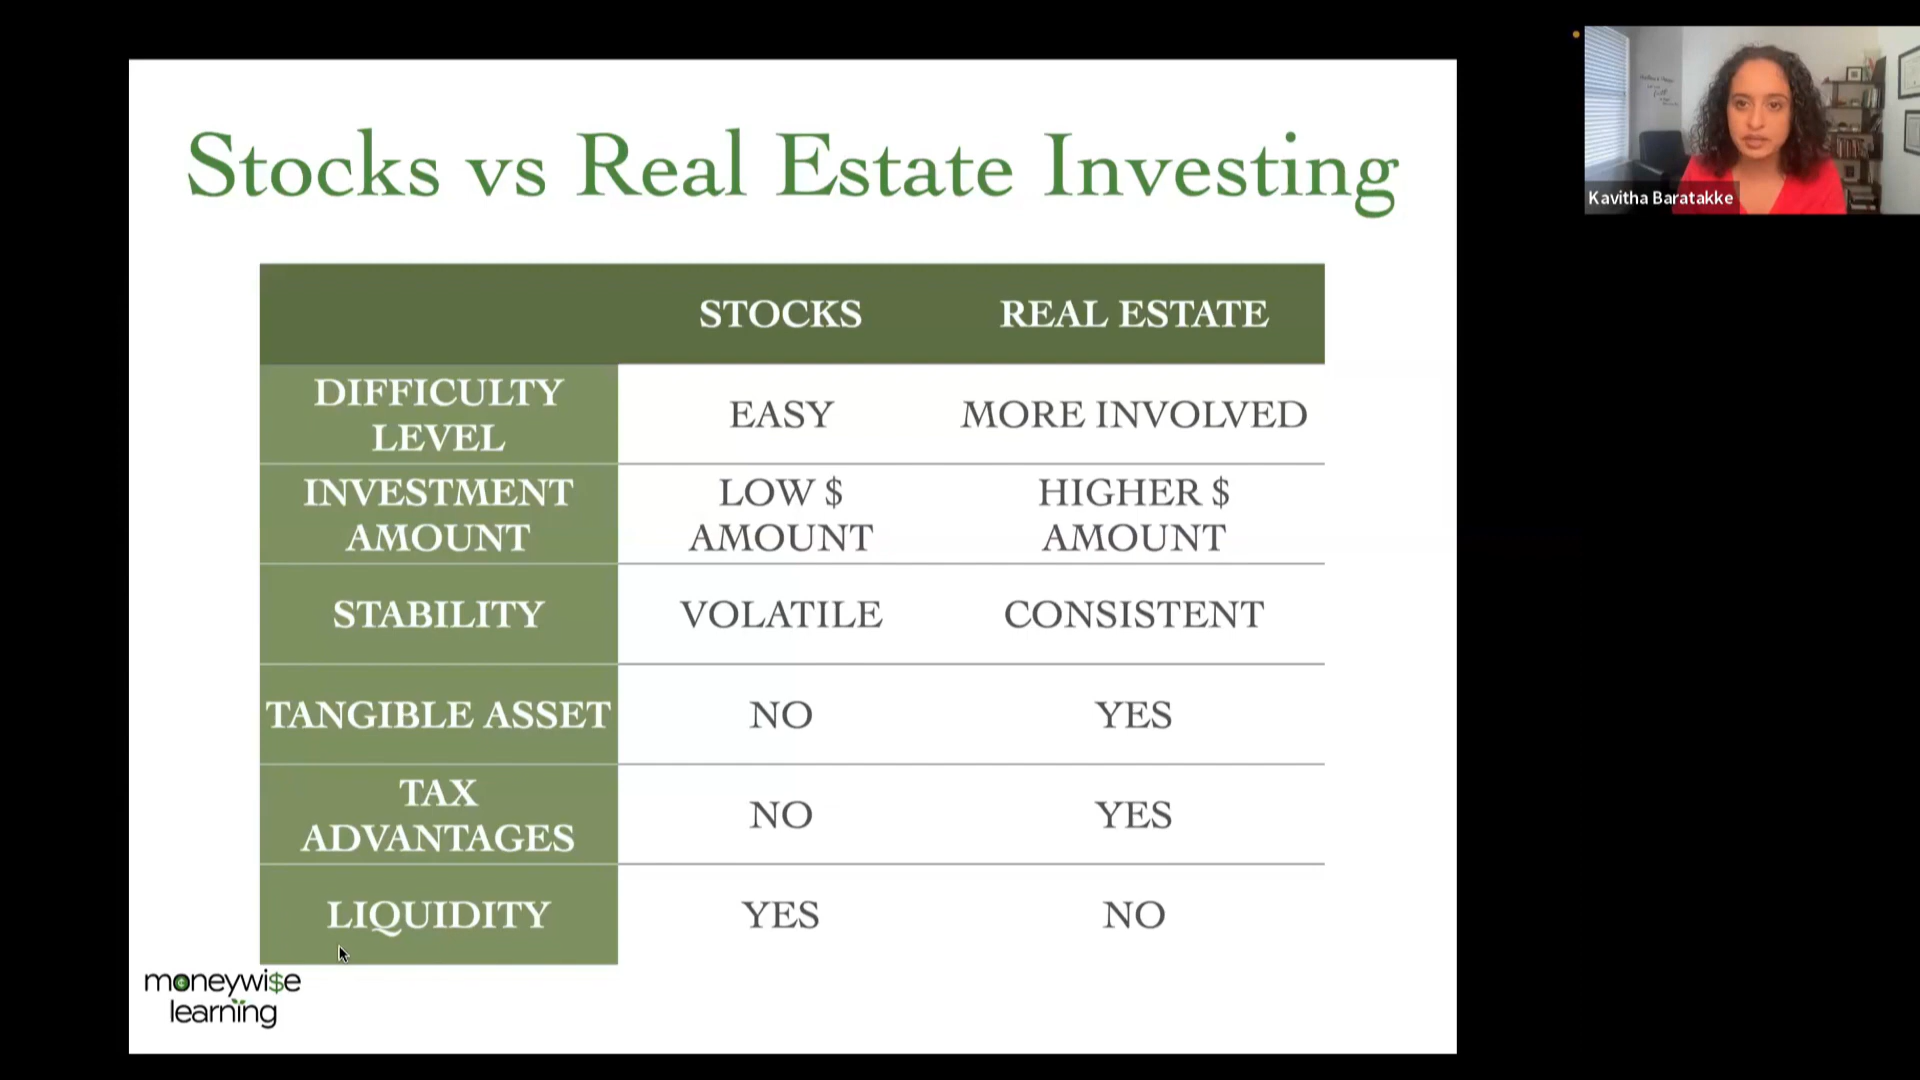 Stocks vs Real Estate Investing
STOCKS REAL ESTATE
DIFFICULTY
LEVEL
EASY MORE INVOLVED
INVESTMENT
AMOUNT
LOW $
AMOUNT
HIGHER $
AMOUNT
STABILITY VOLATILE CONSISTENT
TANGIBLE ASSET NO YES
TAX
ADVANTAGES
NO YES
LIQUIDITY YES NO
moneywi$e
learning
Kavitha Baratakke